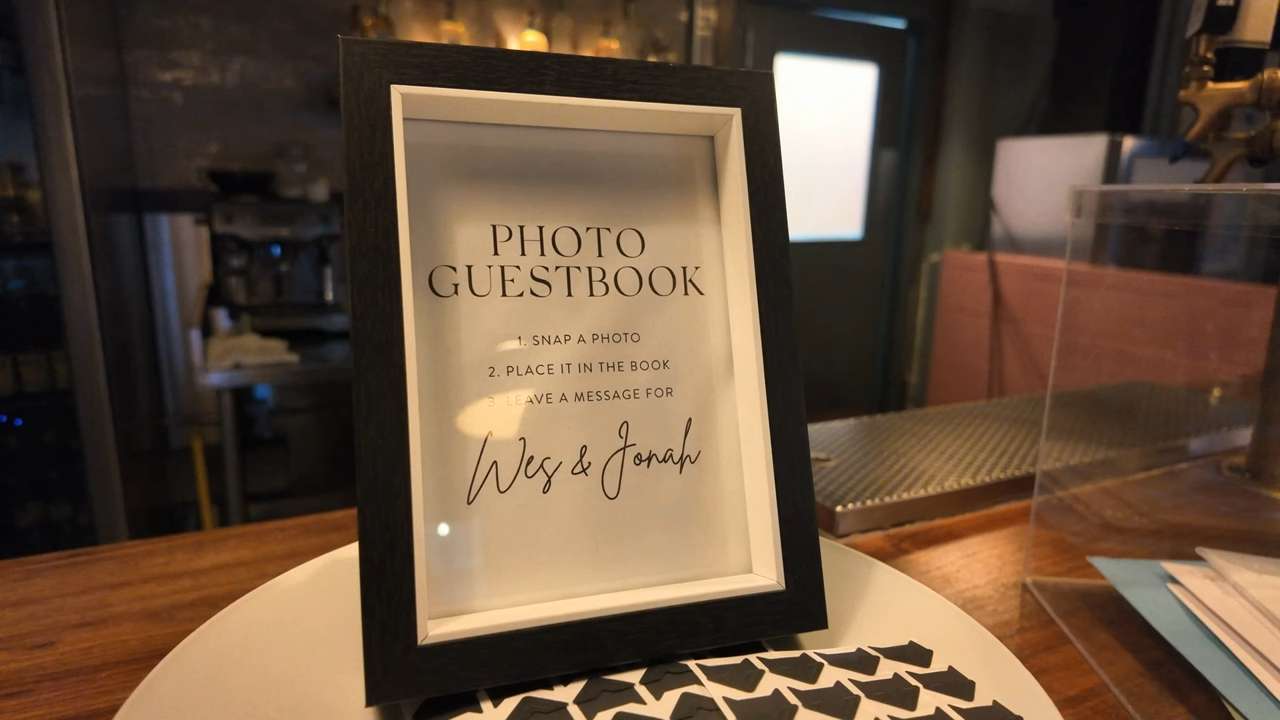 PHOTO
GUESTBOOK
1. SNAP A PHOTO
2. PLACE IT IN THE BOOK
3 LEAVE A MESSAGE FOR
Wes & Jonah